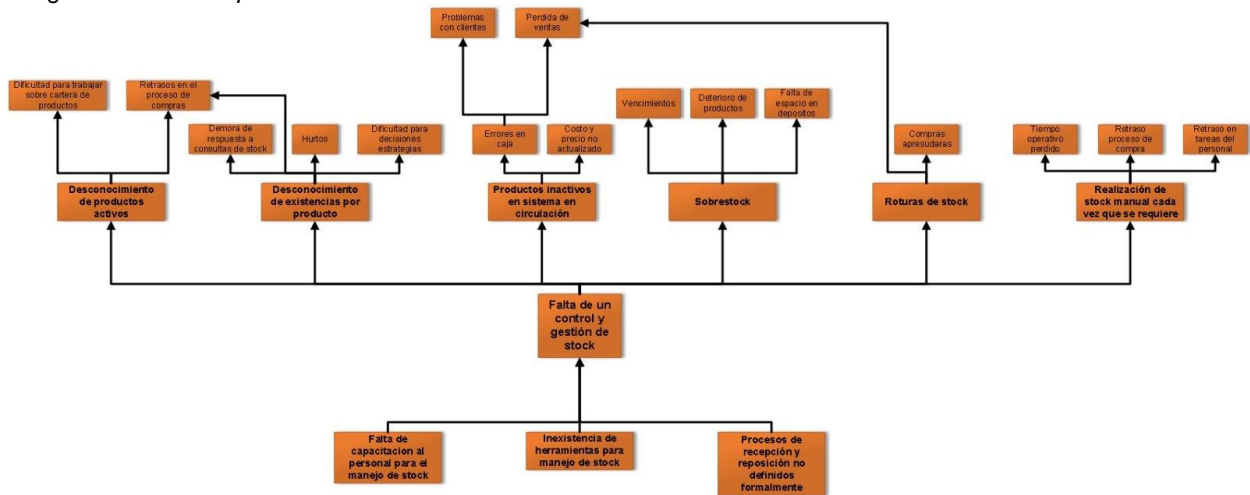 Problemas
con clientes
Perdida de
ventas
Dificultad para trabajar
sobre cartera de
productos
Retrasos en el
proceso de
compras
Demora de
respuesta a
consultas de stock
Hurtos
Dificultad para
decisiones
estrategias
Errores en
caja
Costo y
precio no
actualizado
Vencimientos
Deterioro de
productos
Falta de
espacio en
depositos
Compras
apresudaras
Tiempo
operativo
perdido
Retraso
proceso de
compra
Retraso en
tareas del
personal
Desconocimiento
de productos
activos
Desconocimiento
de existencias por
producto
Productos inactivos
en sistema en
circulación
Sobrestock
Roturas de stock
Realización de
stock manual cada
vez que se requiere
Falta de un
control y
gestión de
stock
Falta de
capacitacion al
personal para el
manejo de stock
Inexistencia de
herramientas para
manejo de stock
Procesos de
recepción y
reposición no
definidos
formalmente